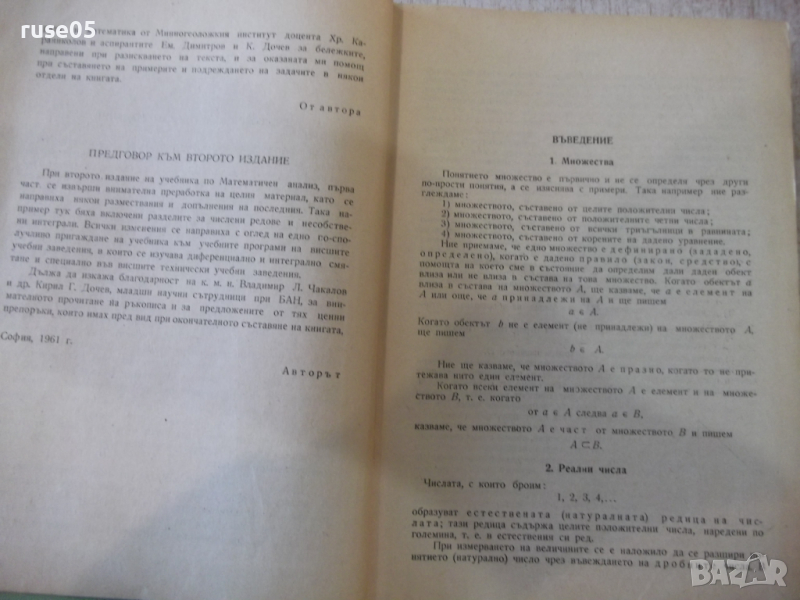 ruse05
математика от Минногеоложкия институт доцента Хр. Ка-
раниколов и аспирантите Ем. Димитров и К. Дочев за бележките,
направени при разискването на текста, и за оказаната ми помощ
при съставянето на примерите и подреждането на задачите в някои
отдели на книгата.
От автора
ПРЕДГОВОР КЪМ ВТОРОТО ИЗДАНИЕ
При второто издание на учебника по Математичен анализ, първа
част се извърши внимателна преработка на целия материал, като се
направиха някои размествания и допълнения на последния. Така на-
пример тук бяха включени разделите за числени редове и несобстве-
ни интеграли. Всички изменения се направиха с оглед на едно го-спо-
лучливо пригаждане на учебника към учебните програми на висшите
учебни заведения, в които се изучава диференциално и интегрално смя-
тане и специално във висшите технически учебни заведения.
Дължа да изкажа благодарност на к. м. н. Владимир Л. Чакалов
и др. Кирил Г. Дочев, младши научни сътрудници при БАН, за вни-
мателното прочитане на ръкописа и за предложените от тях ценни
препоръки, които имах пред вид при окончателното съставяне на книгата.
София, 1961 г.
Авторът
ВЪВЕДЕНИЕ
1. Множества
Понятието множество е първично и не се определя чрез други
по-прости понятия, а се изяснява с примери. Така например ние раз-
глеждаме:
1) множеството, съставено от целите положителни числа;
2) множеството, съставено от положителните четни числа;
3) множеството, съставено от всички триъгълници в равнината;
4) множеството, съставено от корените на дадено уравнение.
Ние приемаме, че едно множество е дефинирано (зададено,
определено), когато е дадено правило (закон, средство), с
помощта на което сме в състояние да определим дали даден обект
влиза или не влиза в състава на това множество. Когато обектът a
влиза в състава на множеството A, ще казваме, че a е елемент на
A или още, че a принадлежи на A и ще пишем
a ∈ A.
Когато обектът b не е елемент (не принадлежи) на множеството A,
ще пишем
b ∉ A.
Ние ще казваме, че множеството A е празно, когато то не при-
тежава нито един елемент.
Когато всеки елемент на множеството A е елемент и на множе-
ството B, т. е. когато
от a ∈ A следва a ∈ B,
казваме, че множеството A е част от множеството B и пишем
A ⊂ B.
2. Реални числа
Числата, с които броим:
1, 2, 3, 4,...
образуват естествената (натуралната) редица на чис-
лата; тази редица съдържа целите положителни числа, наредени по
големина, т. е. в естествения си ред.
При измерването на величините се е наложило да се разшири
нятието (натурално) число чрез въвеждането на
BAZAR